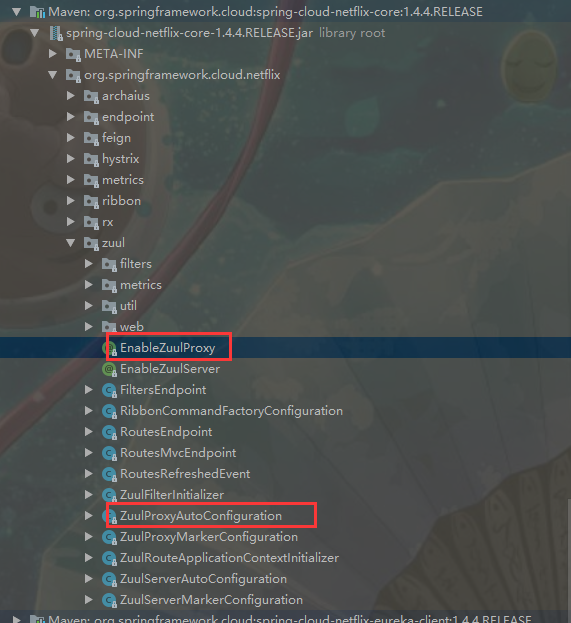 Maven: org.springframework.cloud:spring-cloud-netflix-core:1.4.4.RELEASE
spring-cloud-netflix-core-1.4.4.RELEASE.jar library root
META-INF
org.springframework.cloud.netflix
archaius
endpoint
feign
hystrix
metrics
ribbon
rx
zuul
filters
metrics
util
web
EnableZuulProxy
EnableZuulServer
FiltersEndpoint
RibbonCommandFactoryConfiguration
RoutesEndpoint
RoutesMvcEndpoint
RoutesRefreshedEvent
ZuulFilterInitializer
ZuulProxyAutoConfiguration
ZuulProxyMarkerConfiguration
ZuulRouteApplicationContextInitializer
ZuulServerAutoConfiguration
ZuulServerMarkerConfiguration
Maven: org.springframework.cloud:spring-cloud-netflix-eureka-client:1.4.4.RELEASE